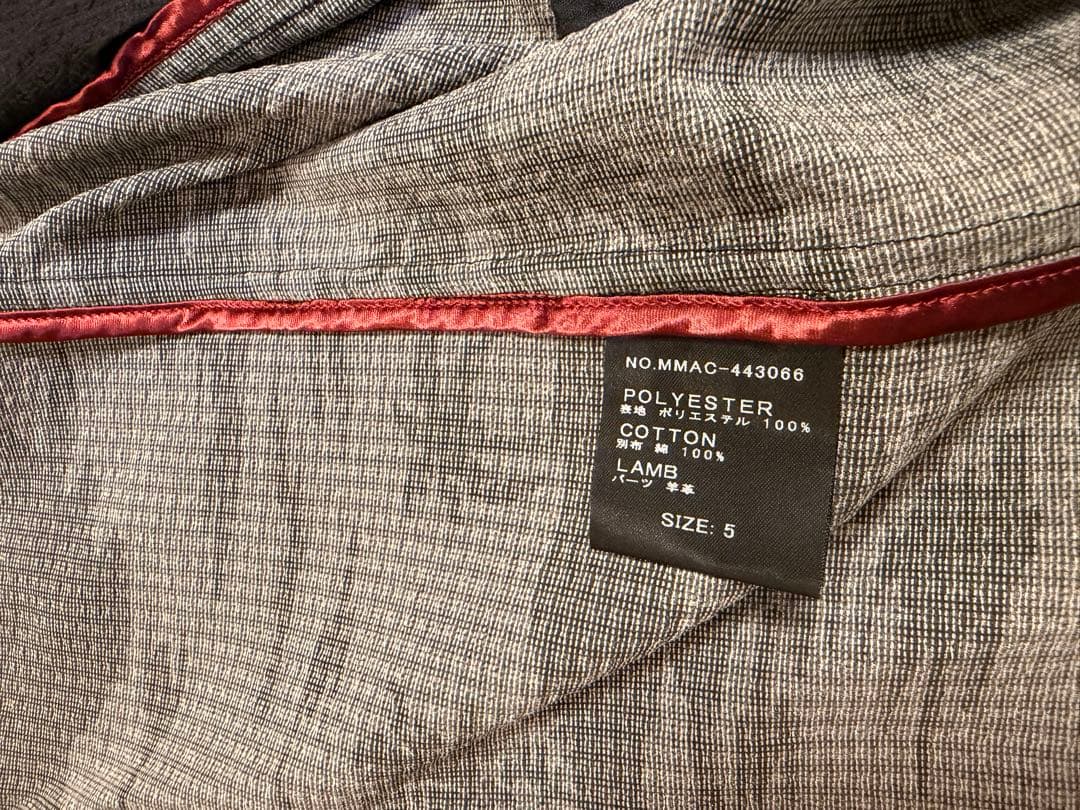 NO.MMAC-443066
POLYESTER
表地 ポリエステル 100%
COTTON
別布 綿 100%
LAMB
パーツ 羊革
SIZE: 5